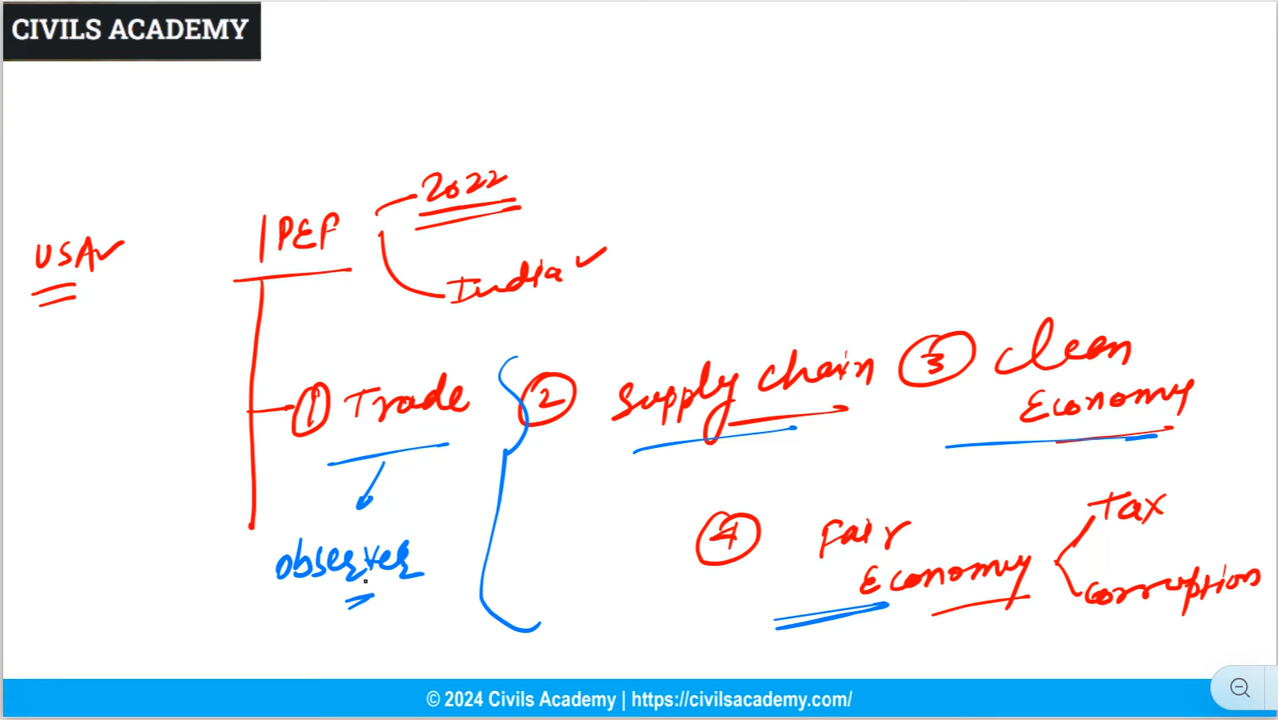 CIVILS ACADEMY
2022
USA
IPEF
India
① Trade
② Supply chain
③ Clean
Economy
observer
④ Fair
Economy
Tax
Corruption
© 2024 Civils Academy | https://civilsacademy.com/